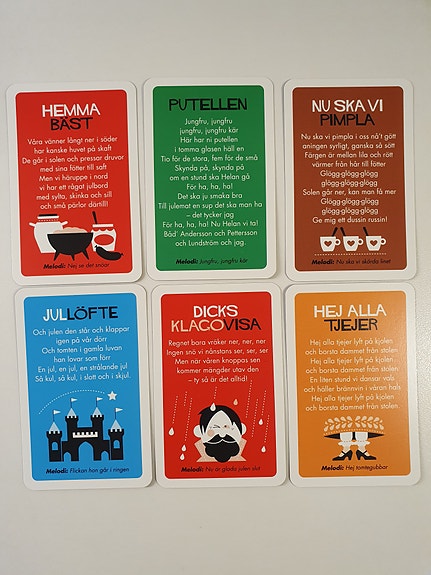 HEMMA
BÄST
Våra vänner långt ner i söder
har kanske huvet på skaft
De går i solen och pressar druvor
med sina fötter till saft
Men vi häruppe i nord
vi har ett rågat julbord
med sylta, skinka och sill
och små pärlor därtill!
Melodi: Nej se det snöar
PUTELLEN
Jungfru, jungfru
jungfru, jungfru kär
Här har ni putellen
i tomma glasen häll en
Tio för de stora, fem för de små
Skynda på, skynda på
om en stund ska Helan gå
För ha, ha, ha!
Det ska ju smaka bra
Till julemat en sup det ska man ha
– det tycker jag
För ha, ha, ha! Nu Helan vi ta!
Båd' Andersson och Pettersson
och Lundström och jag.
Melodi: Jungfru, jungfru kär
NU SKA VI
PIMPLA
Nu ska vi pimpla i oss nå't gött
aningen syrligt, ganska så sött
Färgen är mellan lila och rött
värmer från hår till fötter
Glögg-glögg-glögg
glögg-glögg-glögg
Solen går ner, kan man få mer
Glögg-glögg-glögg
glögg-glögg-glögg
Ge mig ett dussin russin!
Melodi: Nu ska vi skörda linet
JULLÖFTE
Och julen den står och klappar
igen på vår dörr
Och tomten i gamla luvan
han lovar som förr
En jul, en jul, en strålande jul
Så kul, så kul, i slott och i skjul.
Melodi: Flickan hon går i ringen
DICKS
KLAGOVISA
Regnet bara vräker ner, ner, ner
Ingen snö vi nånstans ser, ser, ser
Men när våren knoppas sen
kommer mängder utav den
– ty så är det alltid! ..
Melodi: Nu är glada julen slut
HEJ ALLA
TJEJER
Hej alla tjejer lyft på kjolen
och borsta dammet från stolen
Hej alla tjejer lyft på kjolen
och borsta dammet från stolen.
En liten stund vi dansar vals
och häller brännvin i våran hals
Hej alla tjejer lyft på kjolen
och borsta dammet från stolen.
Melodi: Hej tomtegubbar